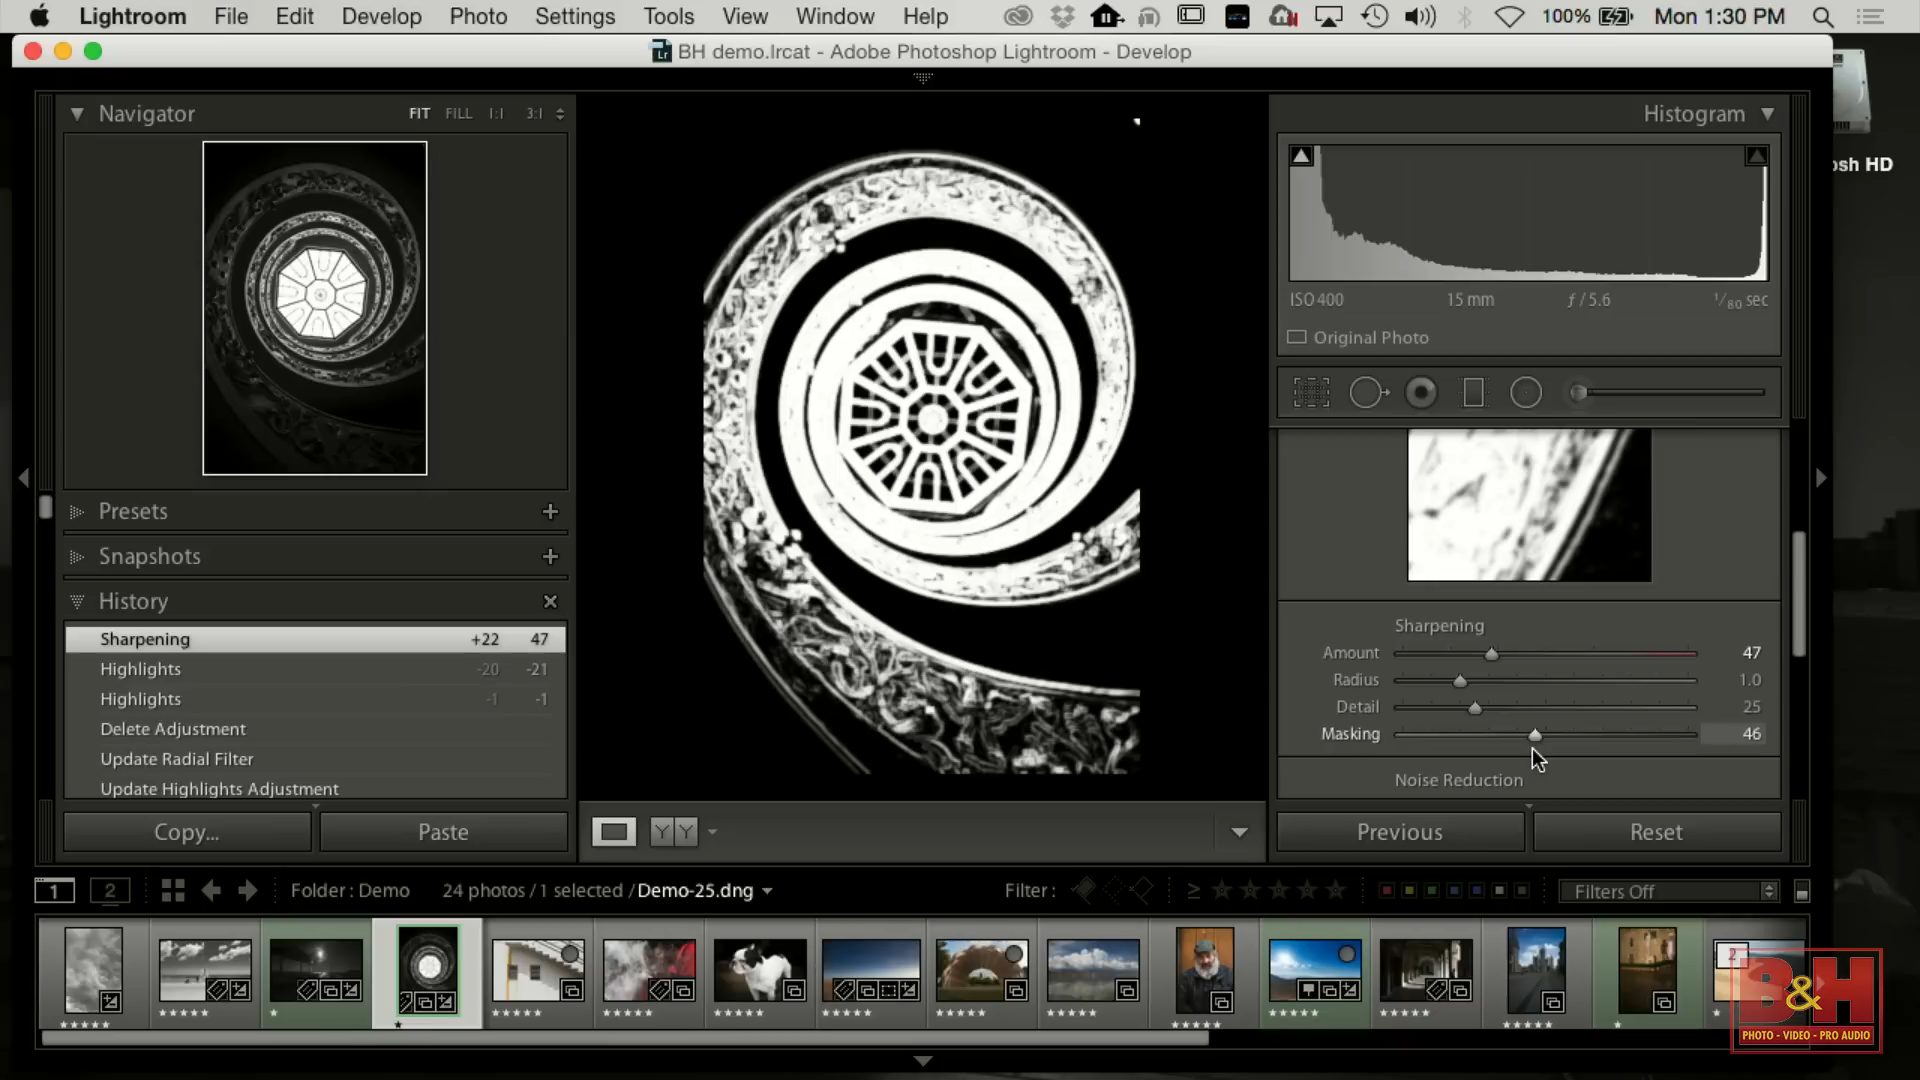 Lightroom File Edit Develop Photo Settings Tools View Window Help 100% Mon 1:30 PM
BH demo.lrcat - Adobe Photoshop Lightroom - Develop
Navigator FIT FILL 1:1 3:1
Histogram
osh HD
ISO 400 15 mm ƒ / 5.6 1/80 sec
Original Photo
Presets
Snapshots
History
Sharpening +22 47
Highlights -20 -21
Highlights -1 -1
Delete Adjustment
Update Radial Filter
Update Highlights Adjustment
Sharpening
Amount 47
Radius 1.0
Detail 25
Masking 46
Noise Reduction
Copy... Paste
Y Y
Previous Reset
1 2 Folder : Demo 24 photos / 1 selected / Demo-25.dng Filter : ≥ Filters Off
2
B&H
PHOTO - VIDEO - PRO AUDIO